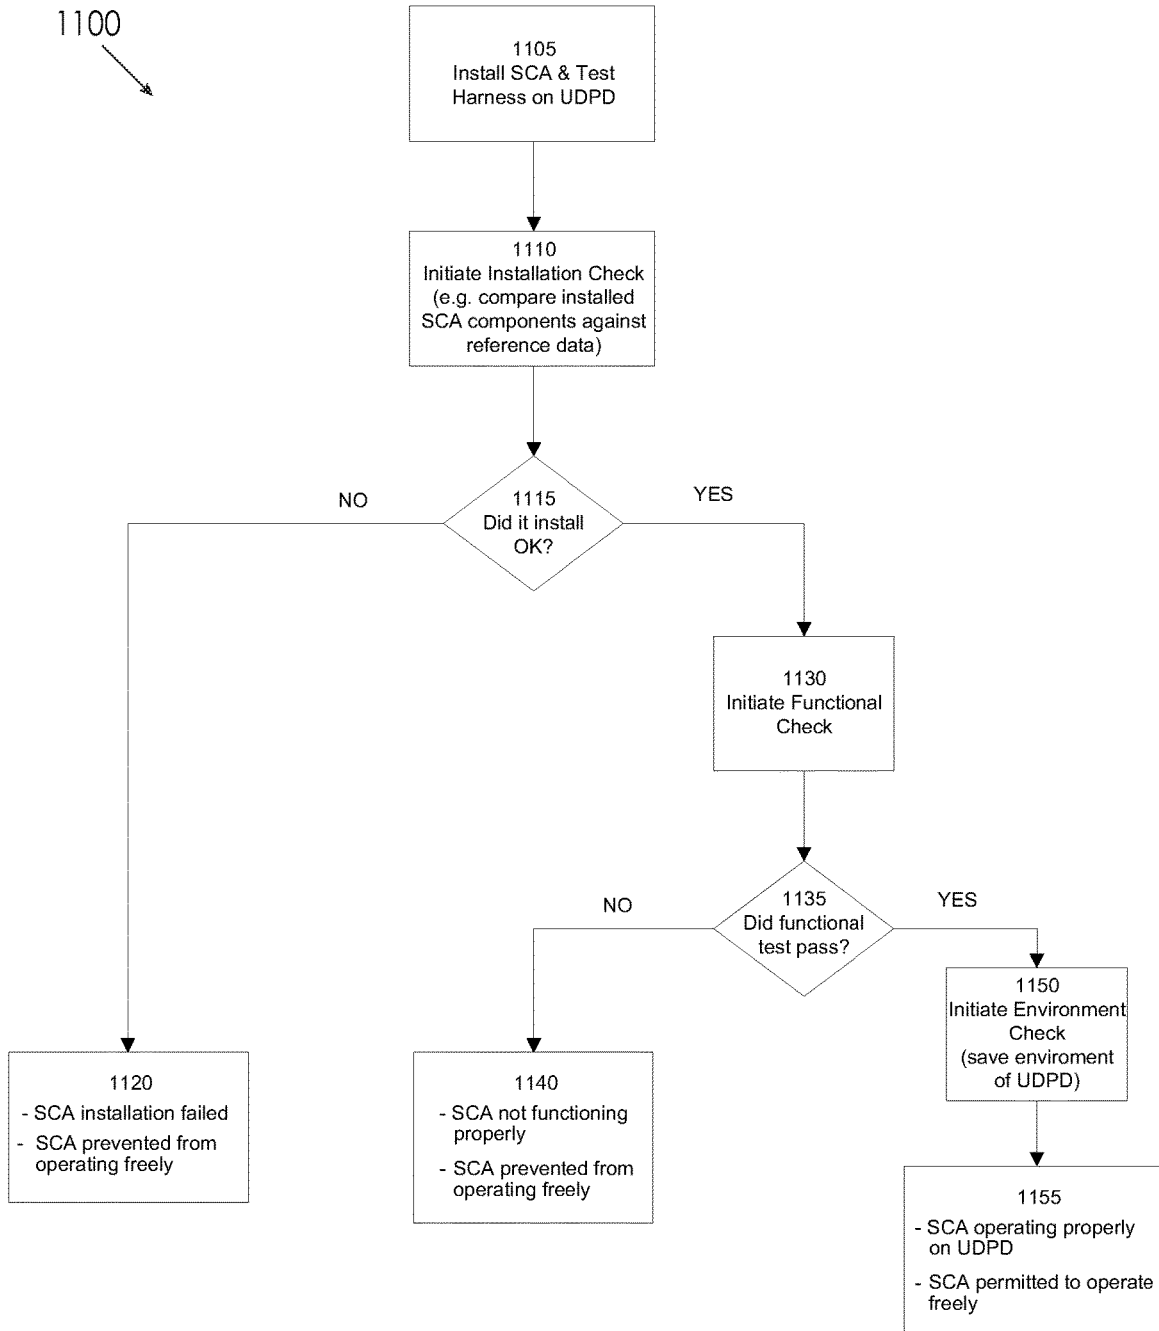 1100
1105
Install SCA & Test
Harness on UDPD
1110
Initiate Installation Check
(e.g. compare installed
SCA components against
reference data)
1115
Did it install
OK?
NO
YES
1130
Initiate Functional
Check
1135
Did functional
test pass?
NO
YES
1150
Initiate Environment
Check
(save enviroment
of UDPD)
1120
- SCA installation failed
- SCA prevented from
operating freely
1140
- SCA not functioning
properly
- SCA prevented from
operating freely
1155
- SCA operating properly
on UDPD
- SCA permitted to operate
freely